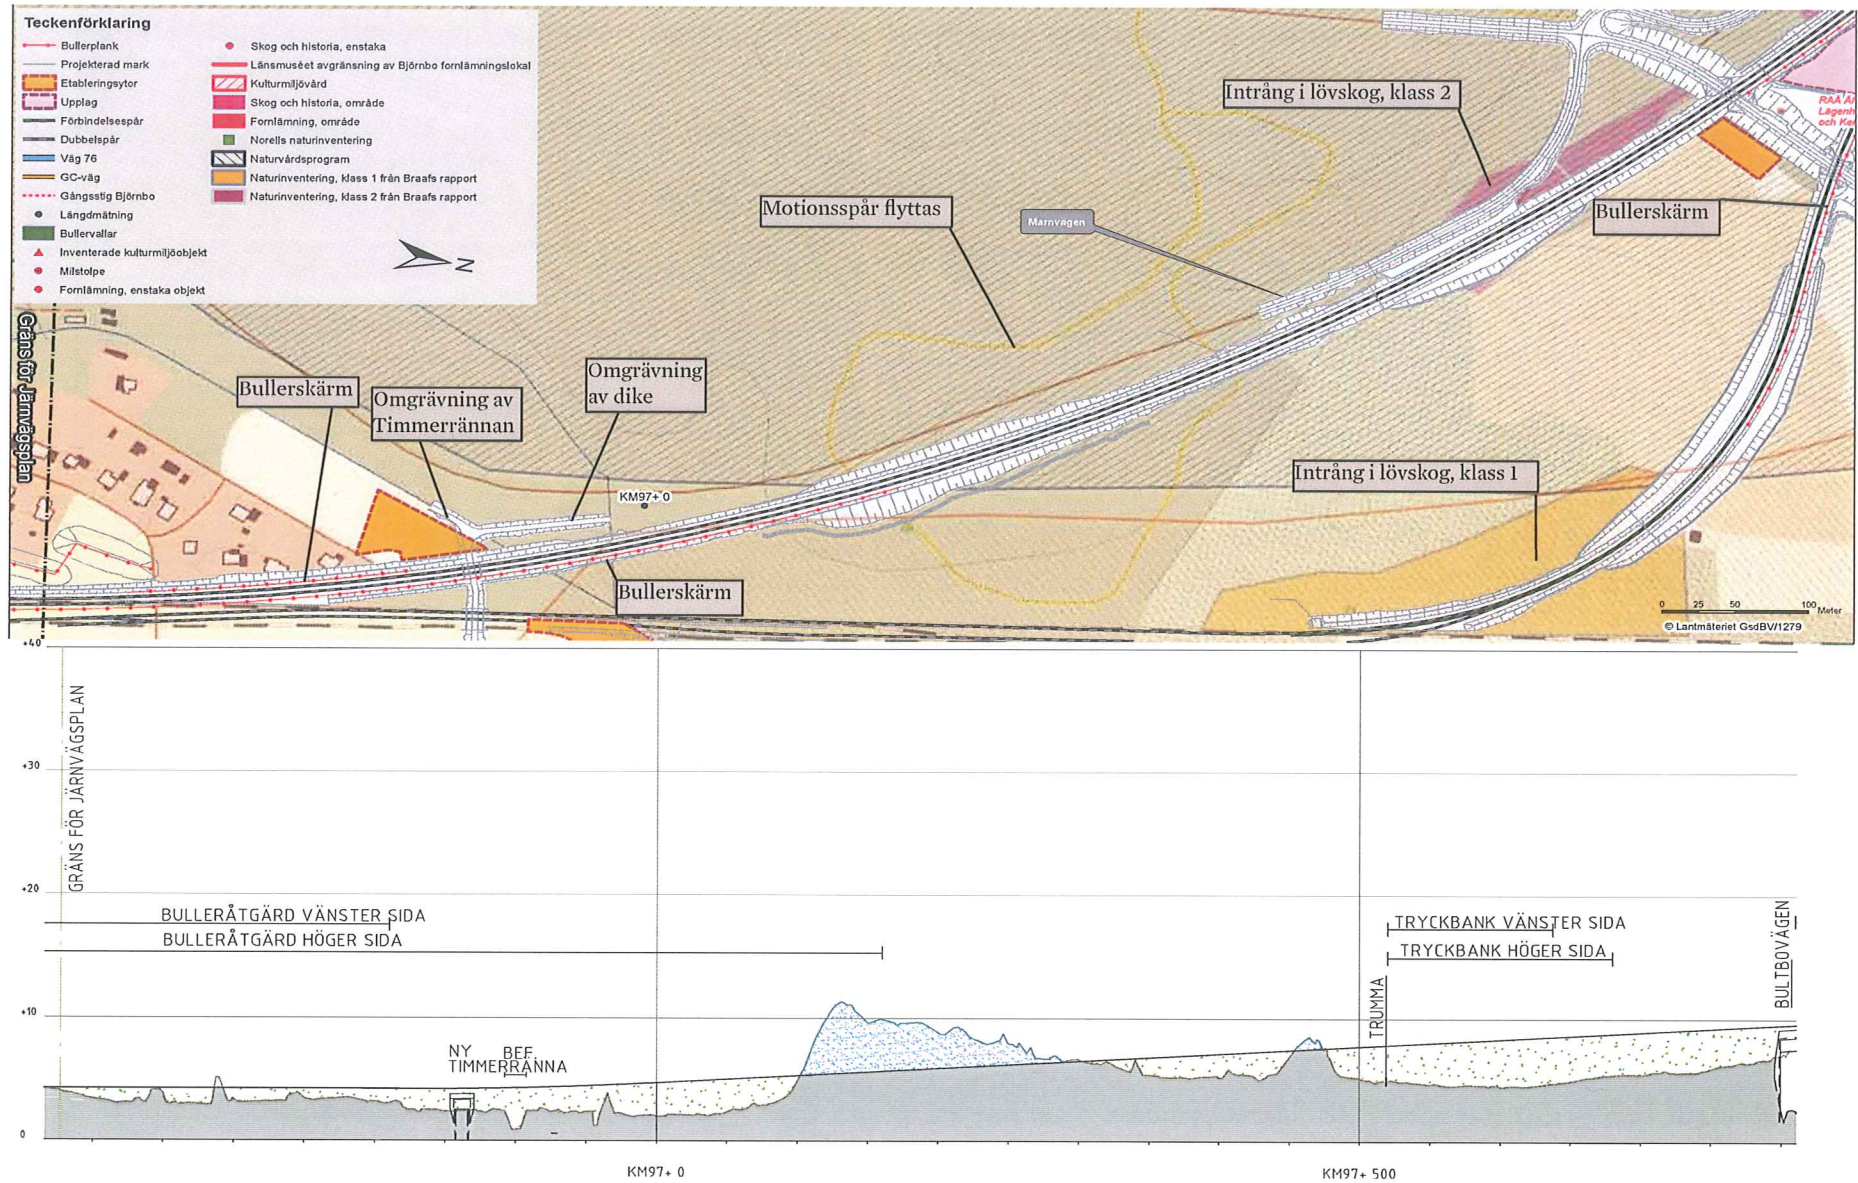 Teckenförklaring
Bullerplank
Projekterad mark
Etableringsytor
Upplag
Förbindelsespår
Dubbelspår
Väg 76
GC-väg
Gångsstig Björnbo
Längdmätning
Bullervallar
Inventerade kulturmiljöobjekt
Milstolpe
Fornlämning, enstaka objekt
Skog och historia, enstaka
Länsmuséet avgränsning av Björnbo fornlämningslokal
Kulturmiljövård
Skog och historia, område
Fornlämning, område
Norells naturinventering
Naturvårdsprogram
Naturinventering, klass 1 från Braafs rapport
Naturinventering, klass 2 från Braafs rapport
N
Intrång i lövskog, klass 2
RAÄ
Lägenh
och Ke
Motionsspår flyttas
Marnvägen
Bullerskärm
Gräns för Järnvägsplan
Bullerskärm
Omgrävning av
Timmerrännan
Omgrävning
av dike
KM97+ 0
Intrång i lövskog, klass 1
Bullerskärm
0 25 50 100 Meter
© Lantmäteriet GsdBV/1279
+40
+30
+20
+10
0
GRÄNS FÖR JÄRNVÄGSPLAN
BULLERÅTGÄRD VÄNSTER SIDA
BULLERÅTGÄRD HÖGER SIDA
NY BEF.
TIMMERRÄNNA
TRYCKBANK VÄNSTER SIDA
TRYCKBANK HÖGER SIDA
TRUMMA
BULTBOVÄGEN
KM97+ 0
KM97+ 500